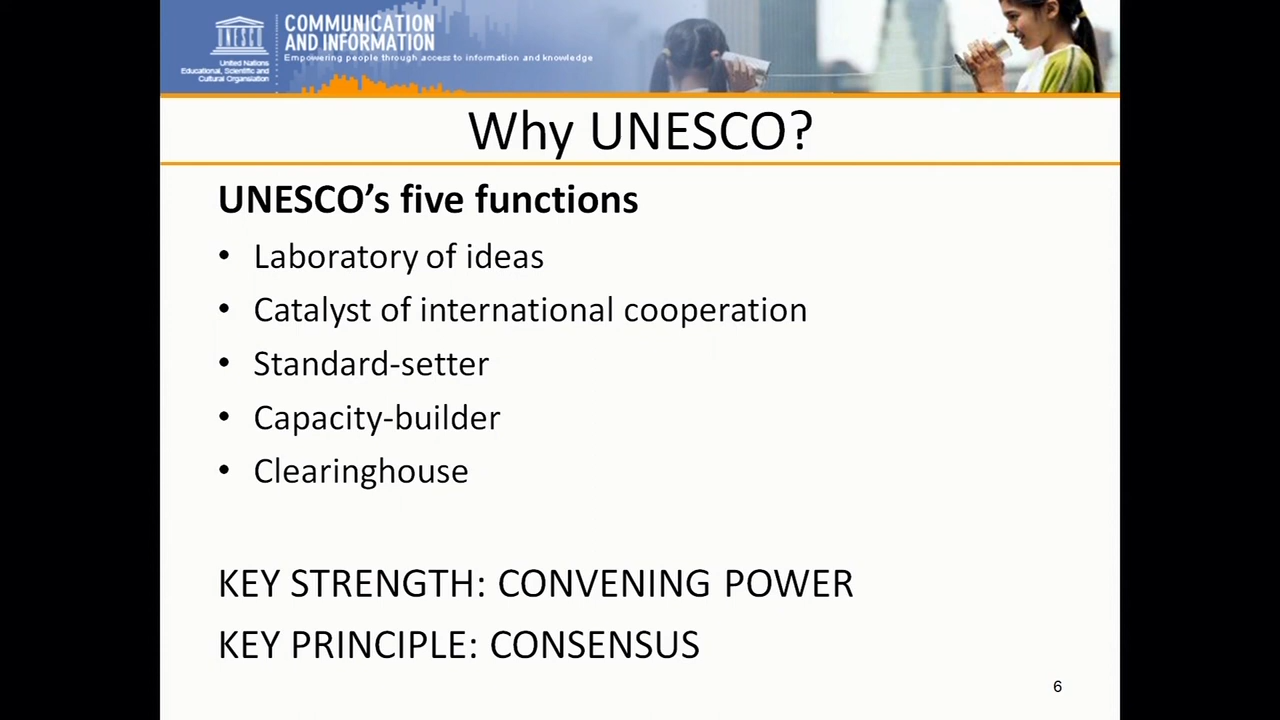 UNESCO
United Nations
Educational, Scientific and
Cultural Organisation
COMMUNICATION
AND INFORMATION
Empowering people through access to information and knowledge
Why UNESCO?
UNESCO’s five functions
• Laboratory of ideas
• Catalyst of international cooperation
• Standard-setter
• Capacity-builder
• Clearinghouse
KEY STRENGTH: CONVENING POWER
KEY PRINCIPLE: CONSENSUS
6